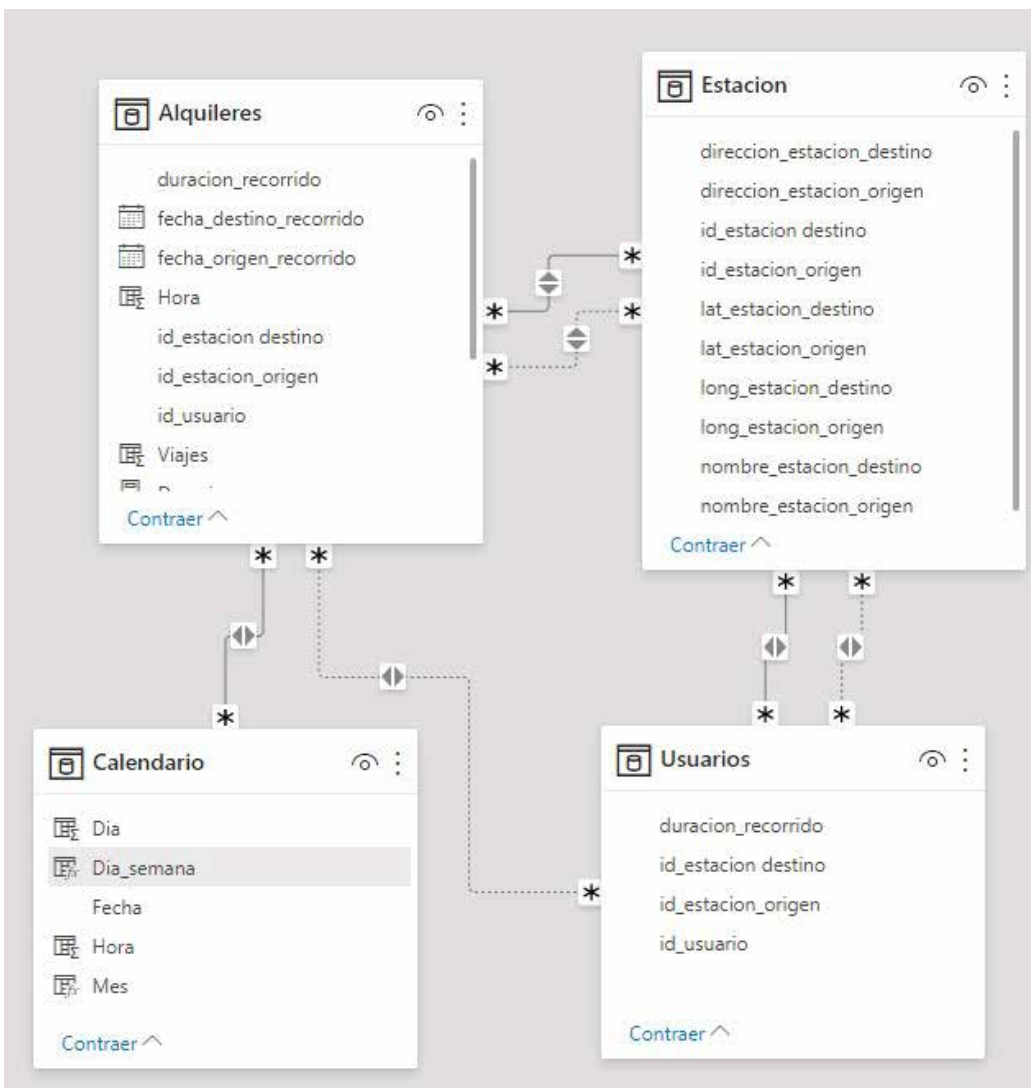 Alquileres
duracion_recorrido
fecha_destino_recorrido
fecha_origen_recorrido
Hora
id_estacion destino
id_estacion_origen
id_usuario
Viajes
Contraer
Estacion
direccion_estacion_destino
direccion_estacion_origen
id_estacion destino
id_estacion_origen
lat_estacion_destino
lat_estacion_origen
long_estacion_destino
long_estacion_origen
nombre_estacion_destino
nombre_estacion_origen
Contraer
Calendario
Dia
Dia_semana
Fecha
Hora
Mes
Contraer
Usuarios
duracion_recorrido
id_estacion destino
id_estacion_origen
id_usuario
Contraer